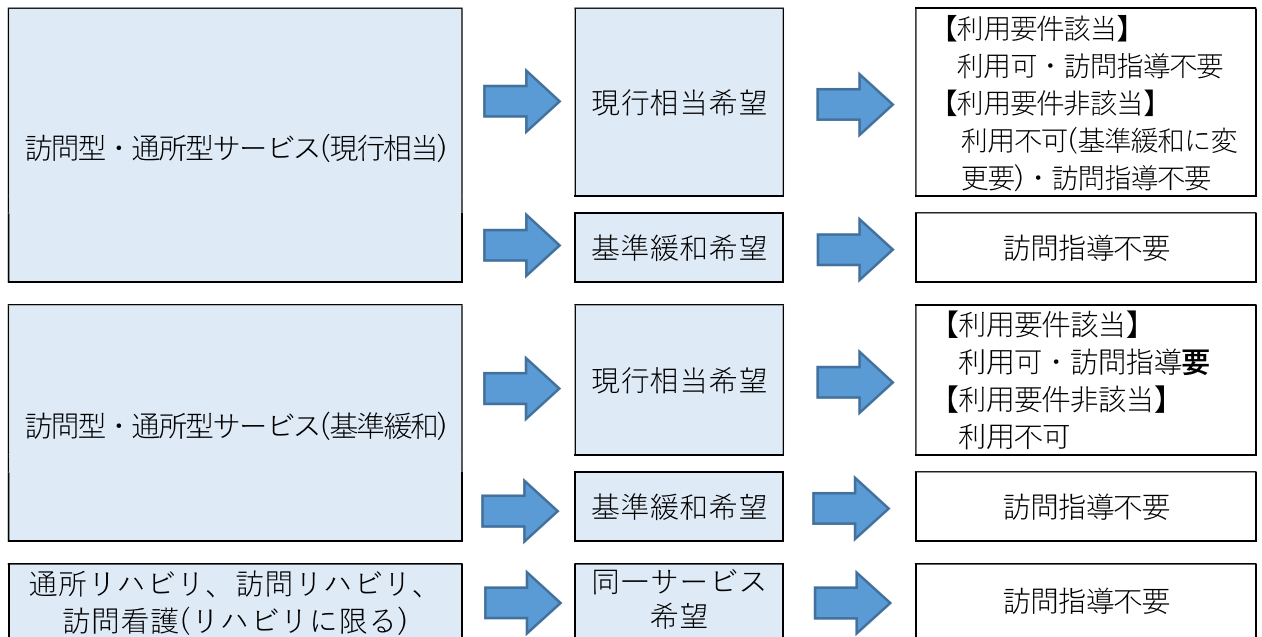 訪問型・通所型サービス(現行相当)
現行相当希望
【利用要件該当】
利用可・訪問指導不要
【利用要件非該当】
利用不可(基準緩和に変
更要)・訪問指導不要
基準緩和希望
訪問指導不要
訪問型・通所型サービス(基準緩和)
現行相当希望
【利用要件該当】
利用可・訪問指導要
【利用要件非該当】
利用不可
基準緩和希望
訪問指導不要
通所リハビリ、訪問リハビリ、
訪問看護(リハビリに限る)
同一サービス
希望
訪問指導不要